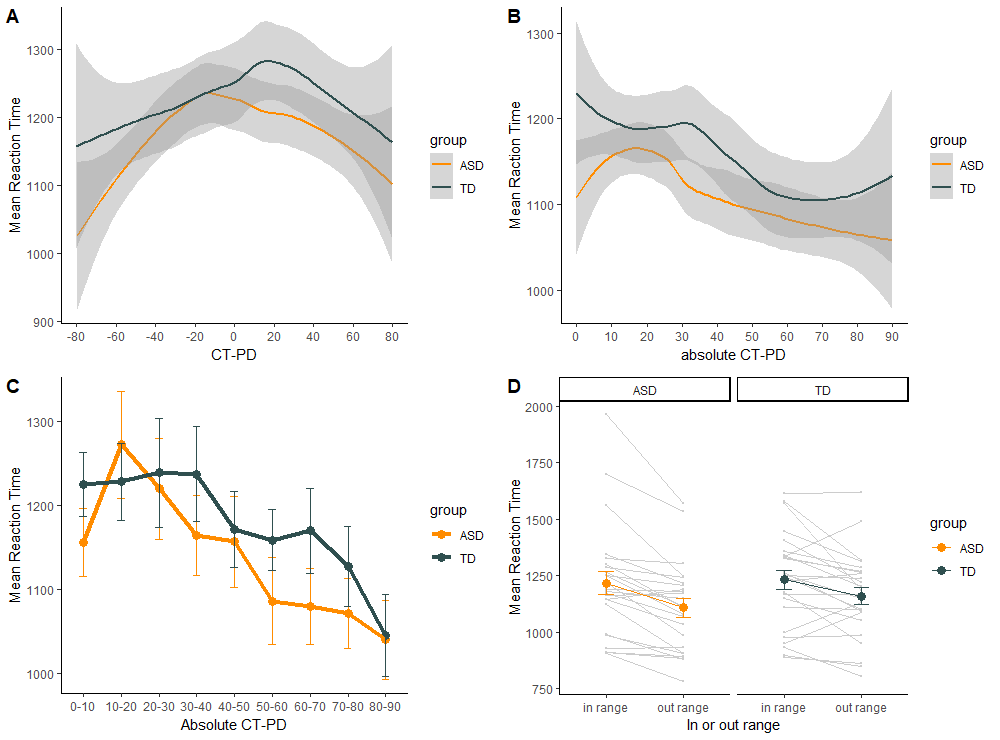 A
Mean Reaction Time
1300
1200
1100
1000
900
-80 -60 -40 -20 0 20 40 60 80
CT-PD
group
ASD
TD
B
Mean Reaction Time
1300
1200
1100
1000
0 10 20 30 40 50 60 70 80 90
absolute CT-PD
group
ASD
TD
C
Mean Reaction Time
1300
1200
1100
1000
0-10 10-20 20-30 30-40 40-50 50-60 60-70 70-80 80-90
Absolute CT-PD
group
ASD
TD
D
ASD TD
Mean Reaction Time
2000
1750
1500
1250
1000
750
in range out range in range out range
In or out range
group
ASD
TD